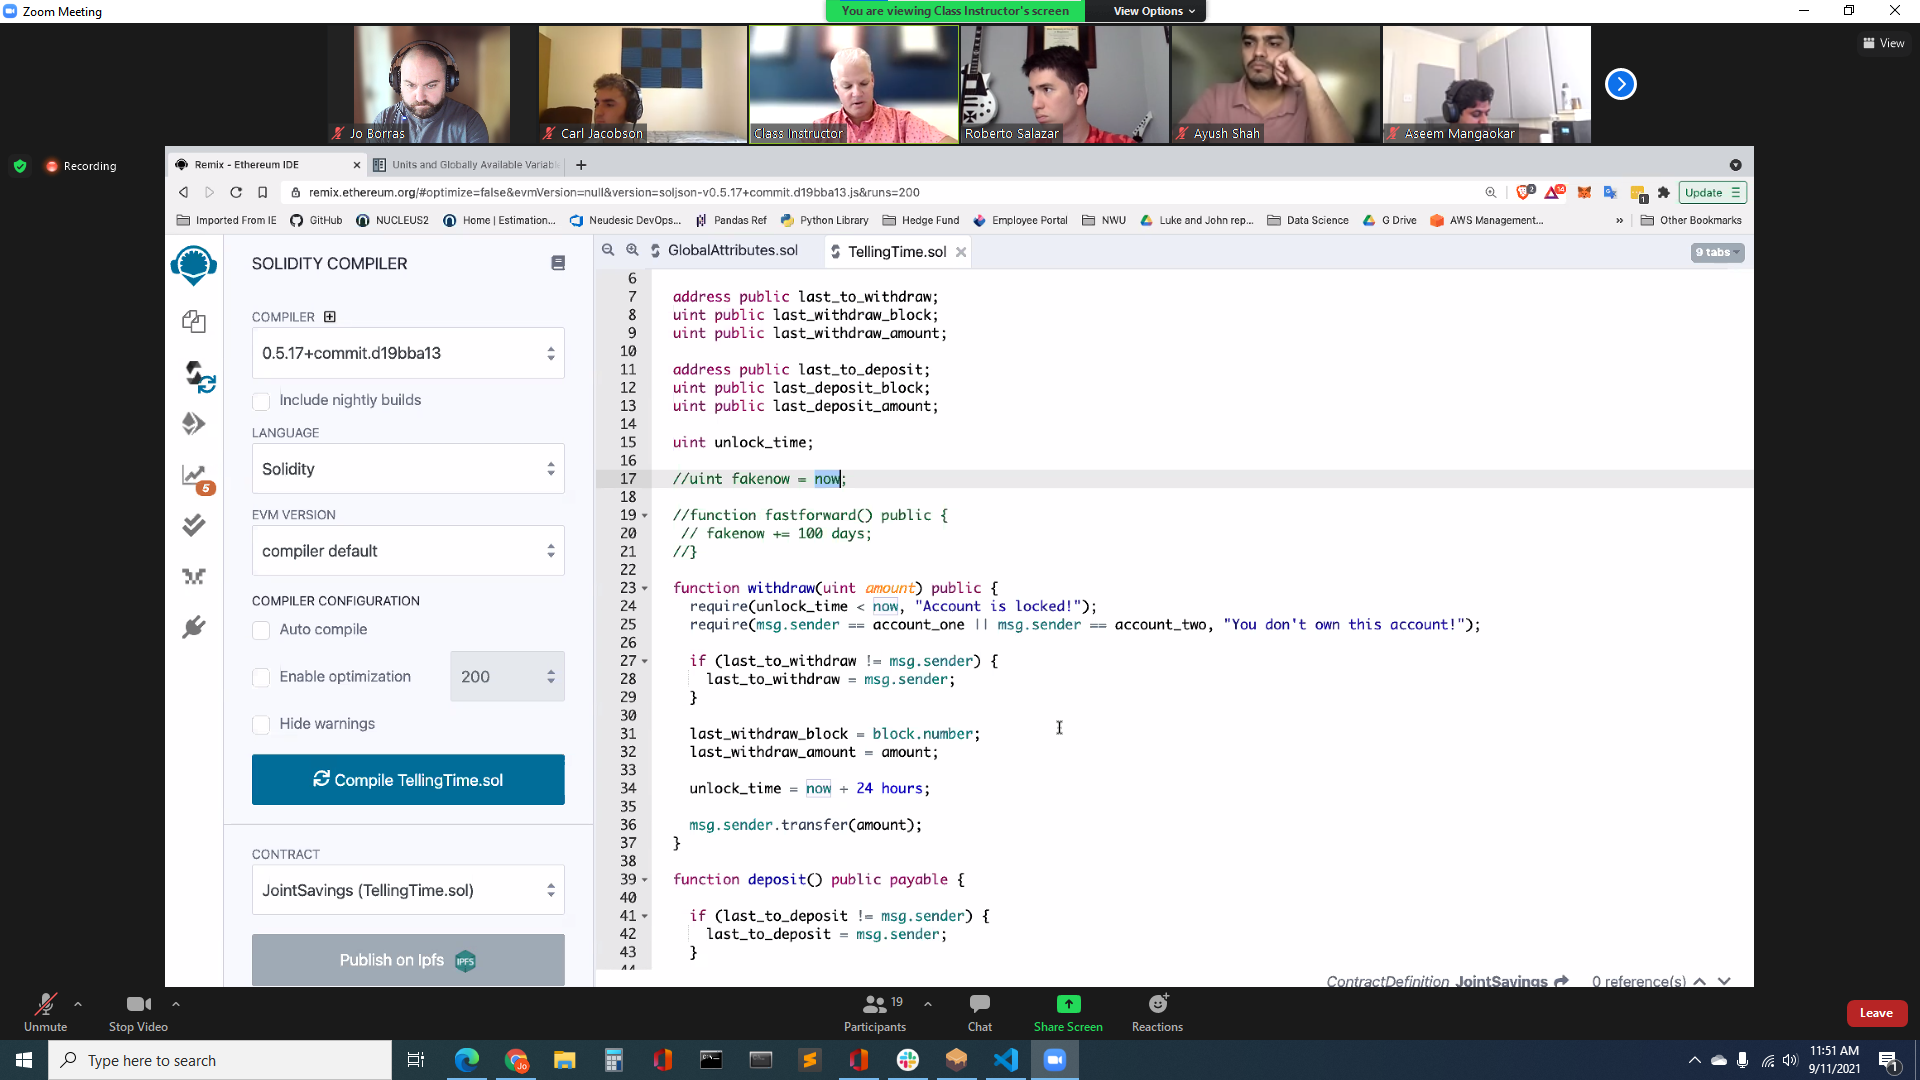 Zoom Meeting
You are viewing Class Instructor's screen
View Options
View
Jo Borras
Carl Jacobson
Class Instructor
Roberto Salazar
Ayush Shah
Aseem Mangaokar
Recording
Remix - Ethereum IDE
Units and Globally Available Variab
remix.ethereum.org/#optimize=false&evmVersion=null&version=soljson-v0.5.17+commit.d19bba13.js&runs=200
2
14
1
Update
Imported From IE
GitHub
NUCLEUS2
Home | Estimation...
Neudesic DevOps...
Pandas Ref
Python Library
Hedge Fund
Employee Portal
NWU
Luke and John rep...
Data Science
G Drive
AWS Management...
»
Other Bookmarks
SOLIDITY COMPILER
COMPILER
0.5.17+commit.d19bba13
Include nightly builds
LANGUAGE
Solidity
EVM VERSION
compiler default
COMPILER CONFIGURATION
Auto compile
Enable optimization
200
Hide warnings
Compile TellingTime.sol
CONTRACT
JointSavings (TellingTime.sol)
Publish on Ipfs
IPFS
5
GlobalAttributes.sol
TellingTime.sol
9 tabs
6
7 address public last_to_withdraw;
8 uint public last_withdraw_block;
9 uint public last_withdraw_amount;
10
11 address public last_to_deposit;
12 uint public last_deposit_block;
13 uint public last_deposit_amount;
14
15 uint unlock_time;
16
17 //uint fakenow = now;
18
19 //function fastforward() public {
20 // fakenow += 100 days;
21 //}
22
23 function withdraw(uint amount) public {
24 require(unlock_time < now, "Account is locked!");
25 require(msg.sender == account_one || msg.sender == account_two, "You don't own this account!");
26
27 if (last_to_withdraw != msg.sender) {
28 last_to_withdraw = msg.sender;
29 }
30
31 last_withdraw_block = block.number;
32 last_withdraw_amount = amount;
33
34 unlock_time = now + 24 hours;
35
36 msg.sender.transfer(amount);
37 }
38
39 function deposit() public payable {
40
41 if (last_to_deposit != msg.sender) {
42 last_to_deposit = msg.sender;
43 }
44
ContractDefinition JointSavings
0 reference(s)
Unmute
Stop Video
19
Participants
Chat
Share Screen
Reactions
Leave
Type here to search
Jo
11:51 AM
9/11/2021
1